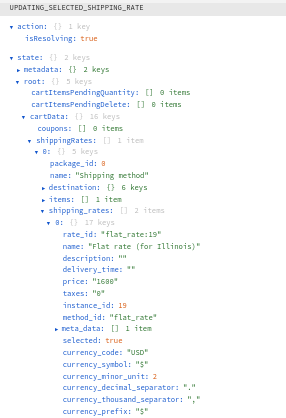 UPDATING_SELECTED_SHIPPING_RATE
action: {} 1 key
isResolving: true
state: {} 2 keys
metadata: {} 2 keys
root: {} 5 keys
cartItemsPendingQuantity: [] 0 items
cartItemsPendingDelete: [] 0 items
cartData: {} 16 keys
coupons: [] 0 items
shippingRates: [] 1 item
0: {} 5 keys
package_id: 0
name: "Shipping method"
destination: {} 6 keys
items: [] 1 item
shipping_rates: [] 2 items
0: {} 17 keys
rate_id: "flat_rate:19"
name: "Flat rate (for Illinois)"
description: ""
delivery_time: ""
price: "1600"
taxes: "0"
instance_id: 19
method_id: "flat_rate"
meta_data: [] 1 item
selected: true
currency_code: "USD"
currency_symbol: "$"
currency_minor_unit: 2
currency_decimal_separator: "."
currency_thousand_separator: ","
currency_prefix: "$"